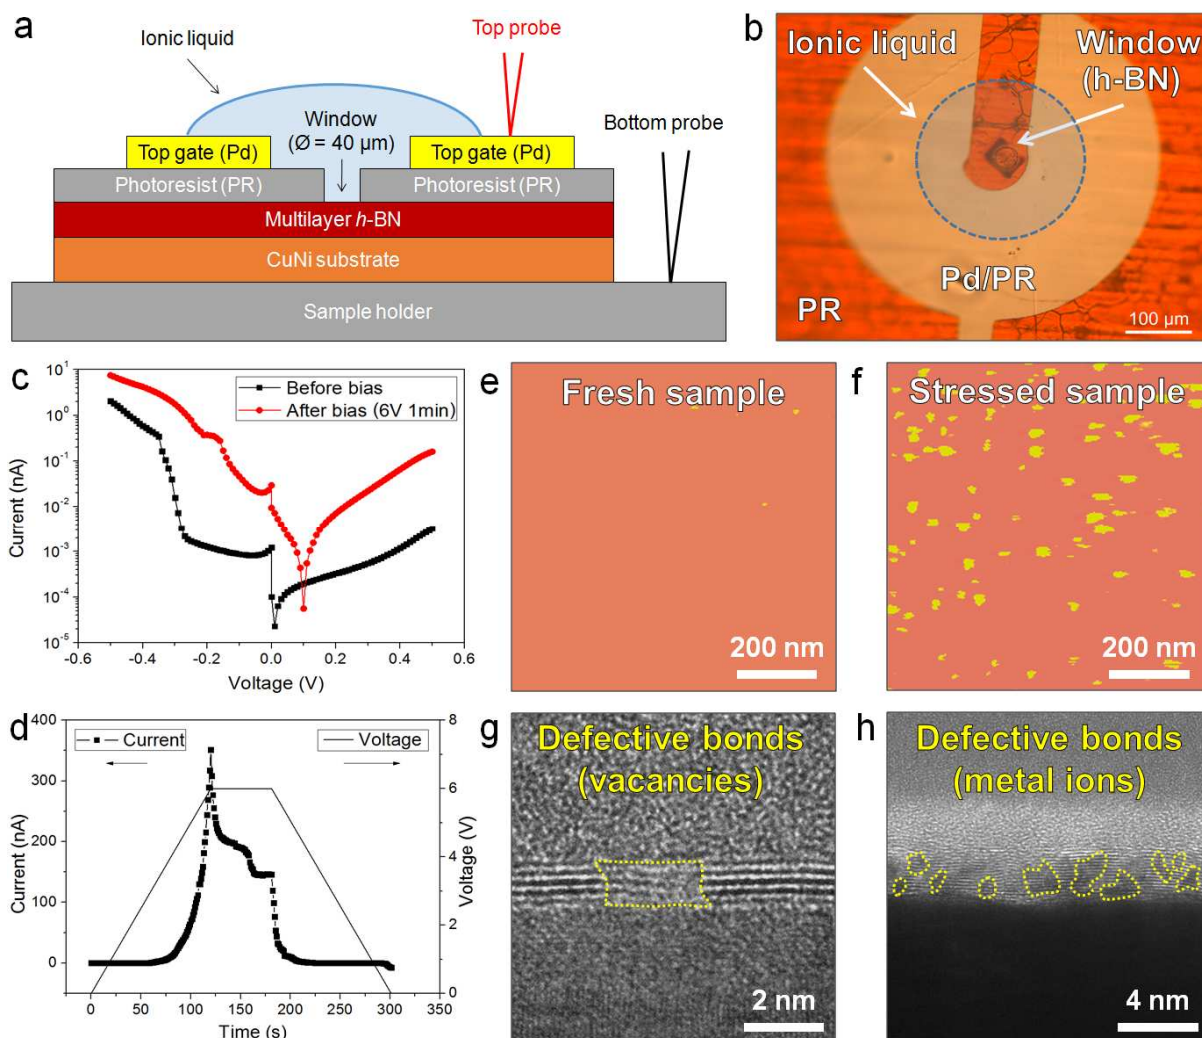 a
Ionic liquid
Top probe
Window
(Ø = 40 µm)
Bottom probe
Top gate (Pd)
Top gate (Pd)
Photoresist (PR)
Photoresist (PR)
Multilayer h-BN
CuNi substrate
Sample holder
b
Ionic liquid
Window
(h-BN)
Pd/PR
PR
100 µm
c
Current (nA)
10^1
10^0
10^-1
10^-2
10^-3
10^-4
10^-5
Before bias
After bias (6V 1min)
-0.6 -0.4 -0.2 0.0 0.2 0.4 0.6
Voltage (V)
e
Fresh sample
200 nm
f
Stressed sample
200 nm
d
Current (nA)
400
300
200
100
0
Current
Voltage
8
6
4
2
0
Voltage (V)
0 50 100 150 200 250 300 350
Time (s)
g
Defective bonds
(vacancies)
2 nm
h
Defective bonds
(metal ions)
4 nm